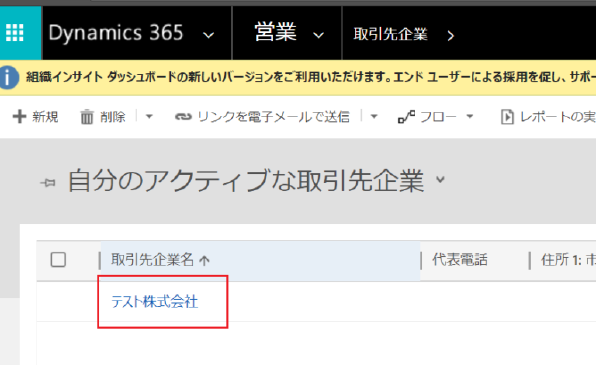 Dynamics 365 営業 取引先企業
組織インサイト ダッシュボードの新しいバージョンをご利用いただけます。エンド ユーザーによる採用を促し、サポー
新規 削除 リンクを電子メールで送信 フロー レポートの実
自分のアクティブな取引先企業
取引先企業名 代表電話 住所 1: 市
テスト株式会社